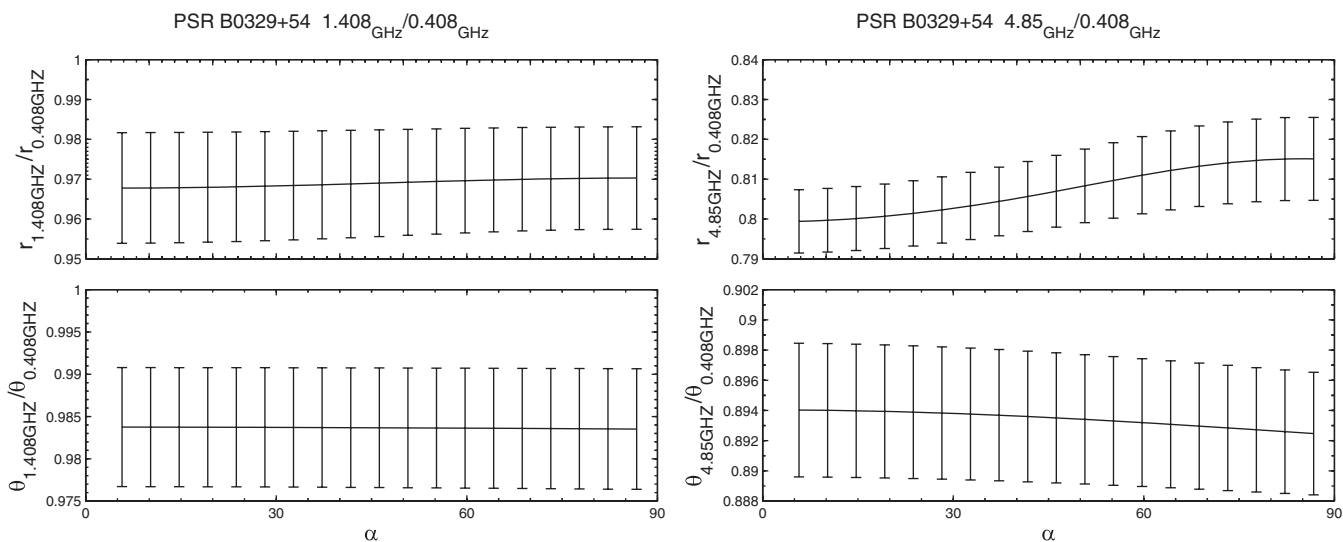 PSR B0329+54 1.408GHz/0.408GHz
PSR B0329+54 4.85GHz/0.408GHz
r1.408GHZ/r0.408GHZ
1
0.99
0.98
0.97
0.96
0.95
r4.85GHZ/r0.408GHZ
0.84
0.83
0.82
0.81
0.8
0.79
θ1.408GHZ/θ0.408GHZ
1
0.995
0.99
0.985
0.98
0.975
0 30 60 90
α
θ4.85GHZ/θ0.408GHZ
0.902
0.9
0.898
0.896
0.894
0.892
0.89
0.888
0 30 60 90
α